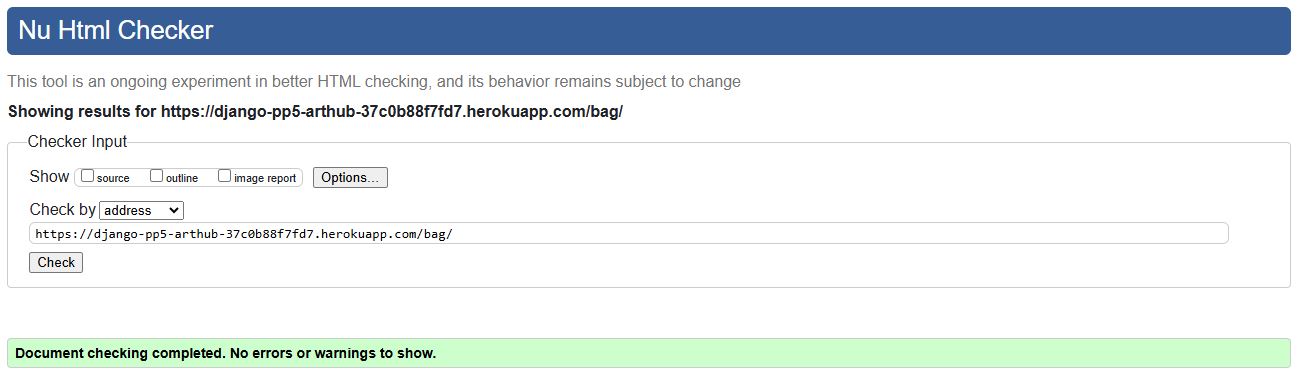 Nu Html Checker
This tool is an ongoing experiment in better HTML checking, and its behavior remains subject to change
Showing results for https://django-pp5-arthub-37c0b88f7fd7.herokuapp.com/bag/
Checker Input
Show source outline image report Options...
Check by address
https://django-pp5-arthub-37c0b88f7fd7.herokuapp.com/bag/
Check
Document checking completed. No errors or warnings to show.